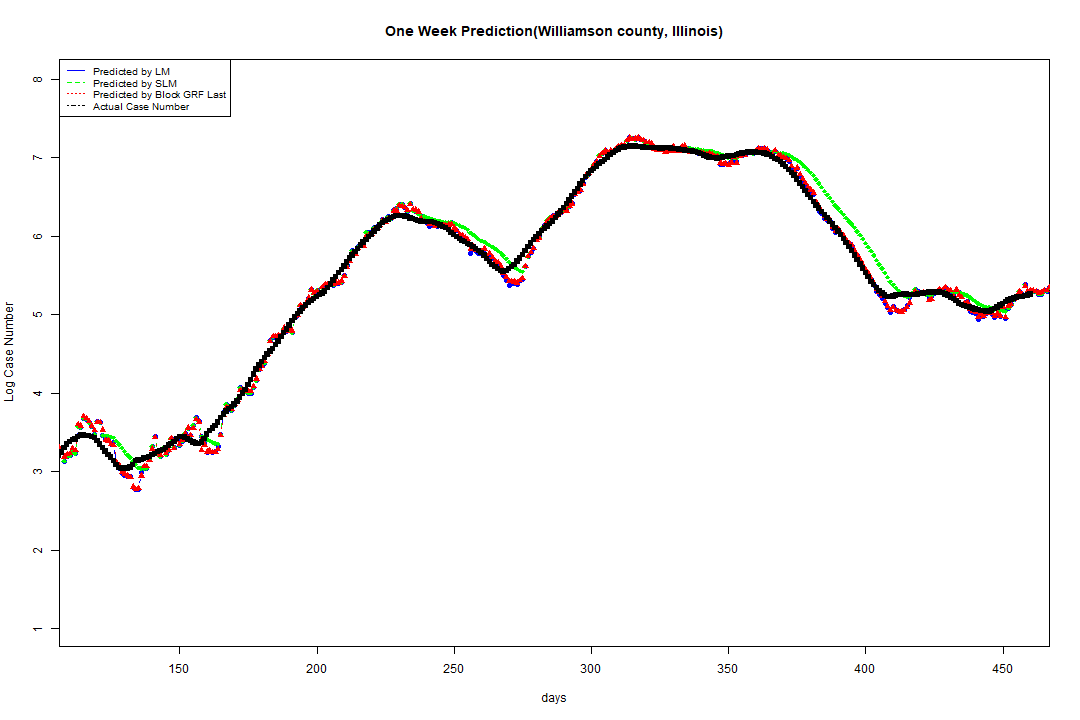 One Week Prediction(Williamson county, Illinois)
Predicted by LM
Predicted by SLM
Predicted by Block GRF Last
Actual Case Number
8
7
6
5
4
3
2
1
Log Case Number
150 200 250 300 350 400 450
days